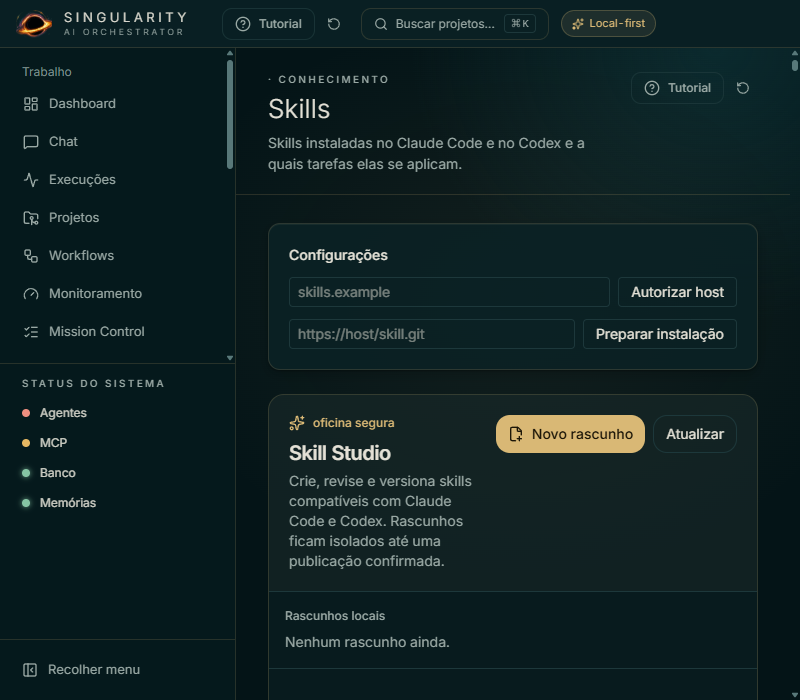 SINGULARITY
AI ORCHESTRATOR
Tutorial
Buscar projetos...
⌘K
Local-first
Trabalho
Dashboard
Chat
Execuções
Projetos
Workflows
Monitoramento
Mission Control
STATUS DO SISTEMA
Agentes
MCP
Banco
Memórias
Recolher menu
· CONHECIMENTO
Skills
Skills instaladas no Claude Code e no Codex e a
quais tarefas elas se aplicam.
Tutorial
Configurações
skills.example
Autorizar host
https://host/skill.git
Preparar instalação
oficina segura
Skill Studio
Crie, revise e versiona skills
compatíveis com Claude
Code e Codex. Rascunhos
ficam isolados até uma
publicação confirmada.
Novo rascunho
Atualizar
Rascunhos locais
Nenhum rascunho ainda.